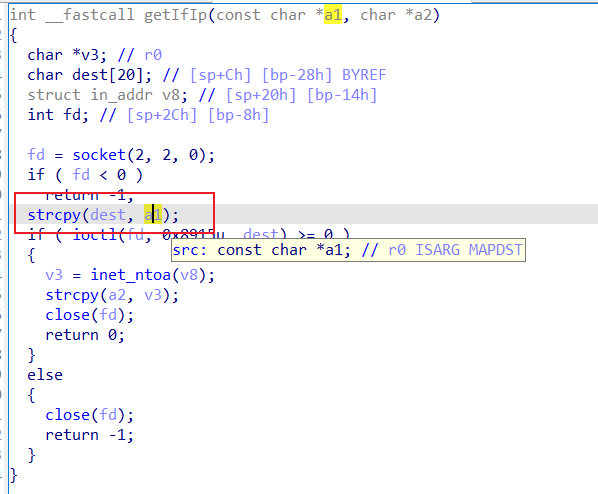 int __fastcall getIfIp(const char *a1, char *a2)
{
char *v3; // r0
char dest[20]; // [sp+Ch] [bp-28h] BYREF
struct in_addr v8; // [sp+20h] [bp-14h]
int fd; // [sp+2Ch] [bp-8h]
fd = socket(2, 2, 0);
if ( fd < 0 )
return -1;
strcpy(dest, a1);
if ( ioctl(fd, 0x8915u, dest) >= 0 )
src: const char *a1; // r0 ISARG MAPDST
{
v3 = inet_ntoa(v8);
strcpy(a2, v3);
close(fd);
return 0;
}
else
{
close(fd);
return -1;
}
}